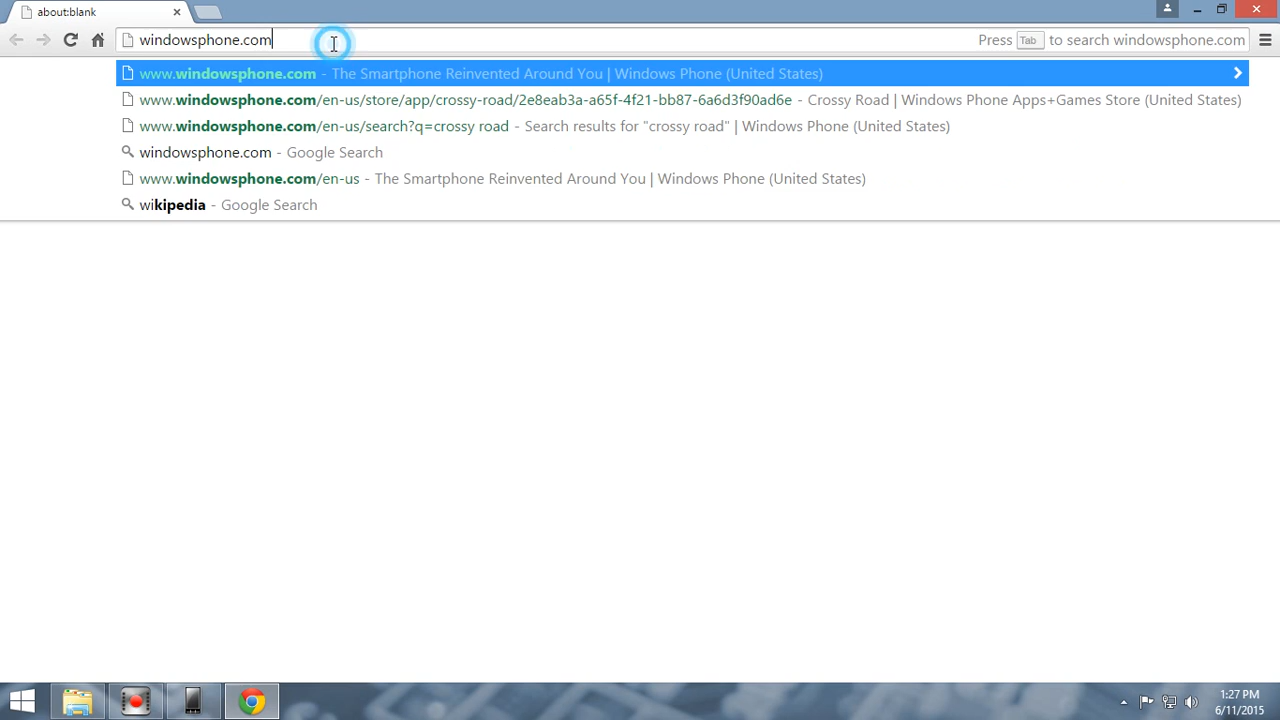 about:blank
windowsphone.com Press Tab to search windowsphone.com
www.windowsphone.com - The Smartphone Reinvented Around You | Windows Phone (United States)
www.windowsphone.com/en-us/store/app/crossy-road/2e8eab3a-a65f-4f21-bb87-6a6d3f90ad6e - Crossy Road | Windows Phone Apps+Games Store (United States)
www.windowsphone.com/en-us/search?q=crossy road - Search results for "crossy road" | Windows Phone (United States)
windowsphone.com - Google Search
www.windowsphone.com/en-us - The Smartphone Reinvented Around You | Windows Phone (United States)
wikipedia - Google Search
1:27 PM
6/11/2015